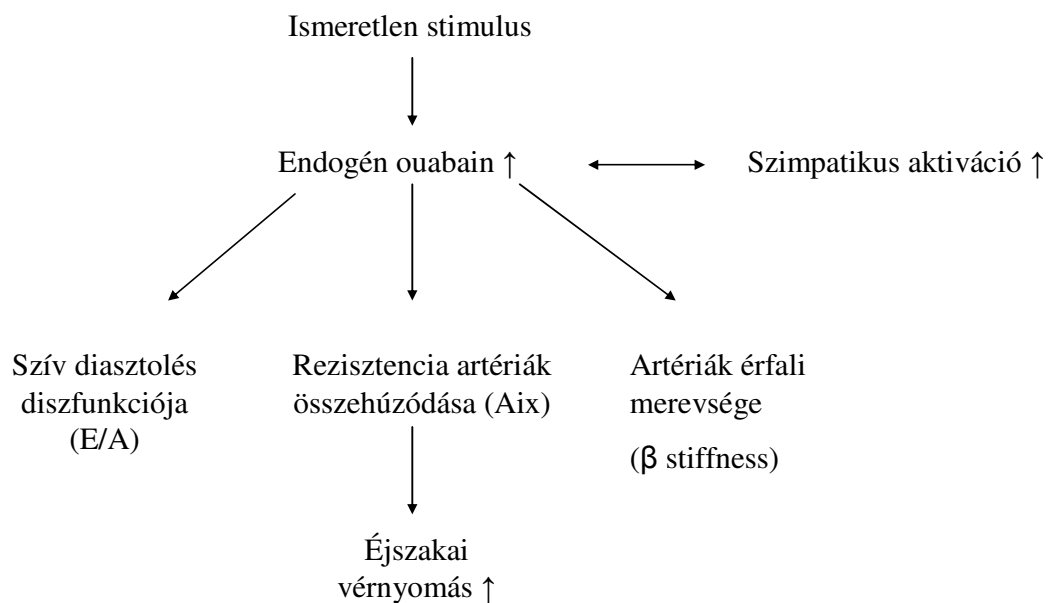 Ismeretlen stimulus
Endogén ouabain ↑
Szimpatikus aktiváció ↑
Szív diasztolés
diszfunkciója
(E/A)
Rezisztencia artériák
összehúzódása (Aix)
Artériák érfali
merevsége
(β stiffness)
Éjszakai
vérnyomás ↑